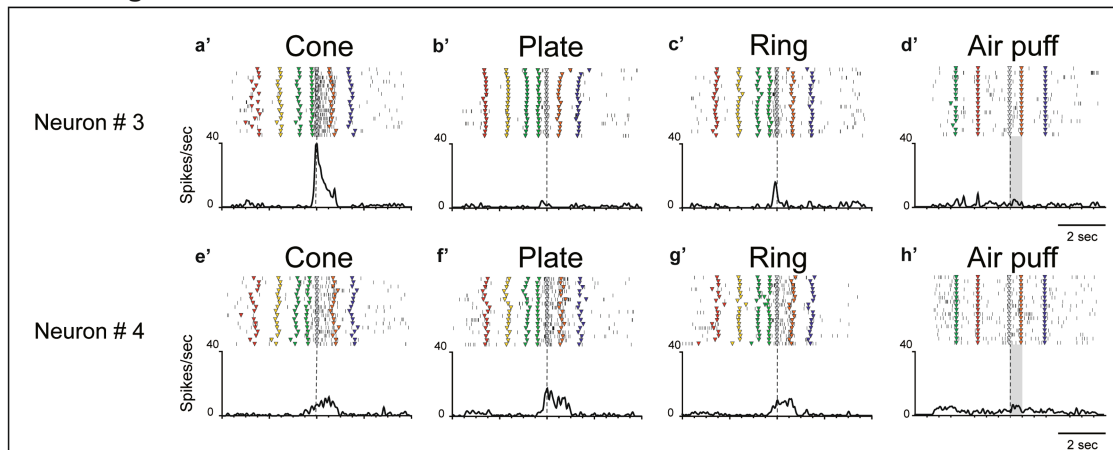 a’ Cone b’ Plate c’ Ring d’ Air puff
Neuron # 3
Spikes/sec
40 40 40 40
0 0 0 0
2 sec
e’ Cone f’ Plate g’ Ring h’ Air puff
Neuron # 4
Spikes/sec
40 40 40 40
0 0 0 0
2 sec